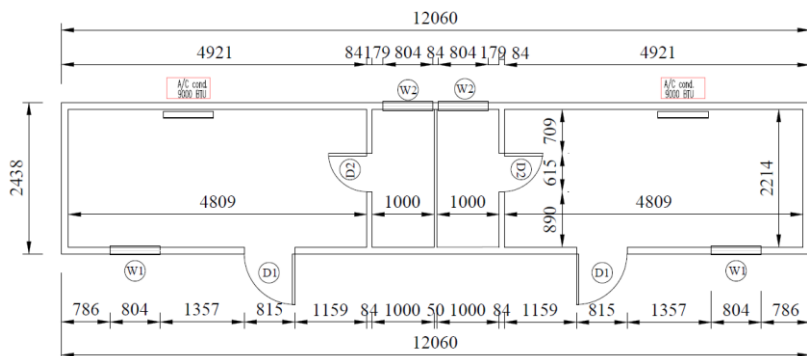 12060
4921 84 179 804 84 804 179 84 4921
A/C cond.
9000 BTU
A/C cond.
9000 BTU
W2 W2
2438
D2
D2
709
615
890
2214
4809 1000 1000 4809
W1 D1 D1 W1
786 804 1357 815 1159 84 1000 50 1000 84 1159 815 1357 804 786
12060